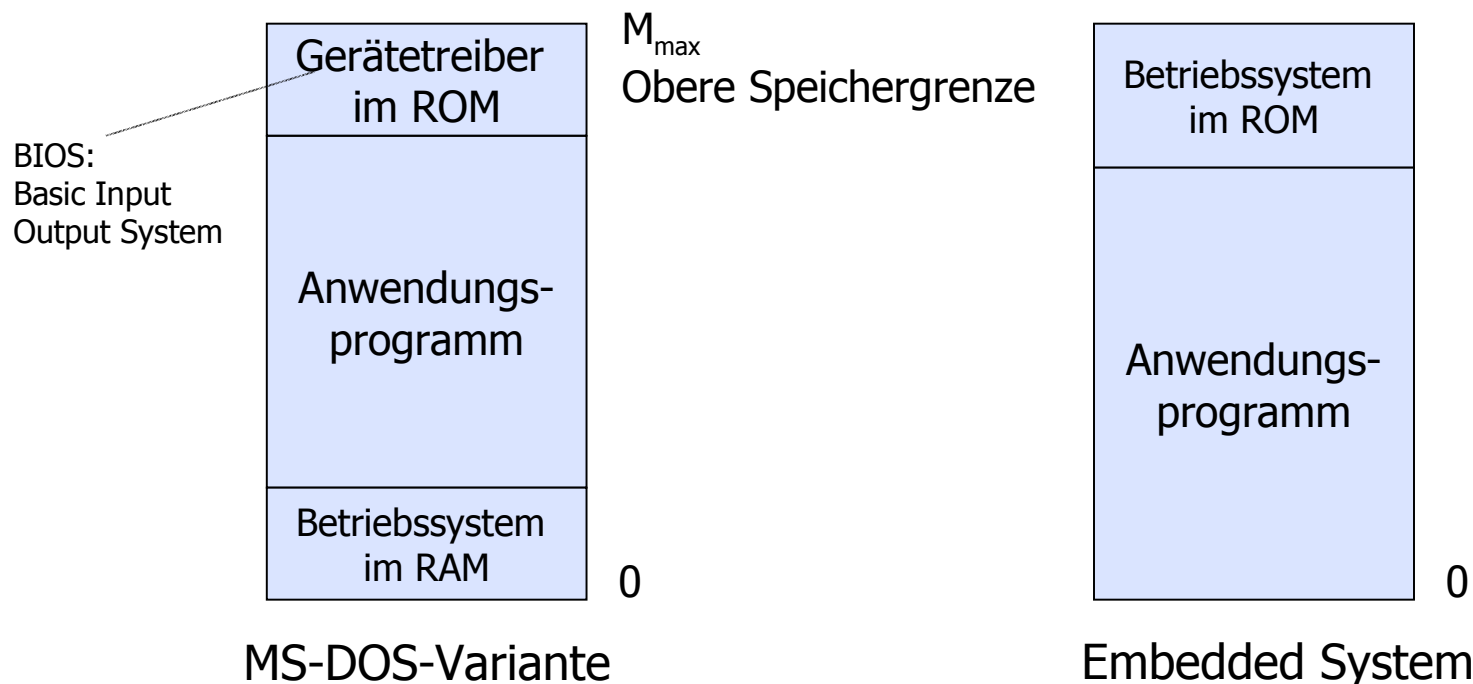 Gerätetreiber
im ROM
BIOS:
Basic Input
Output System
Anwendungs-
programm
Betriebssystem
im RAM
0
MS-DOS-Variante
Mmax
Obere Speichergrenze
Betriebssystem
im ROM
Anwendungs-
programm
0
Embedded System